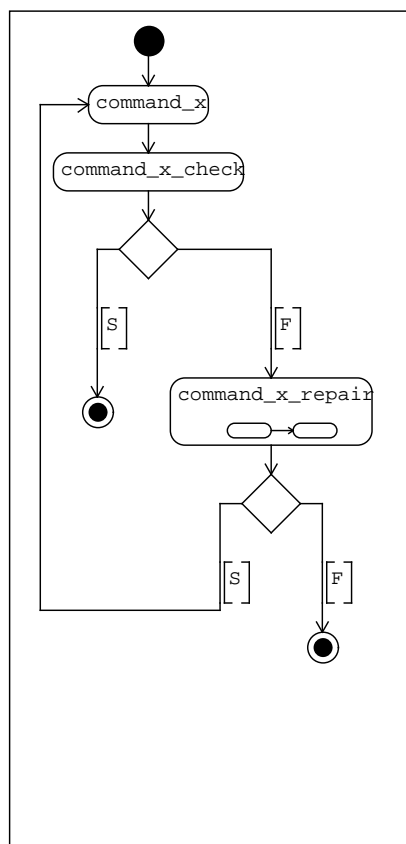 command_x
command_x_check
[S]
[F]
command_x_repair
[S]
[F]